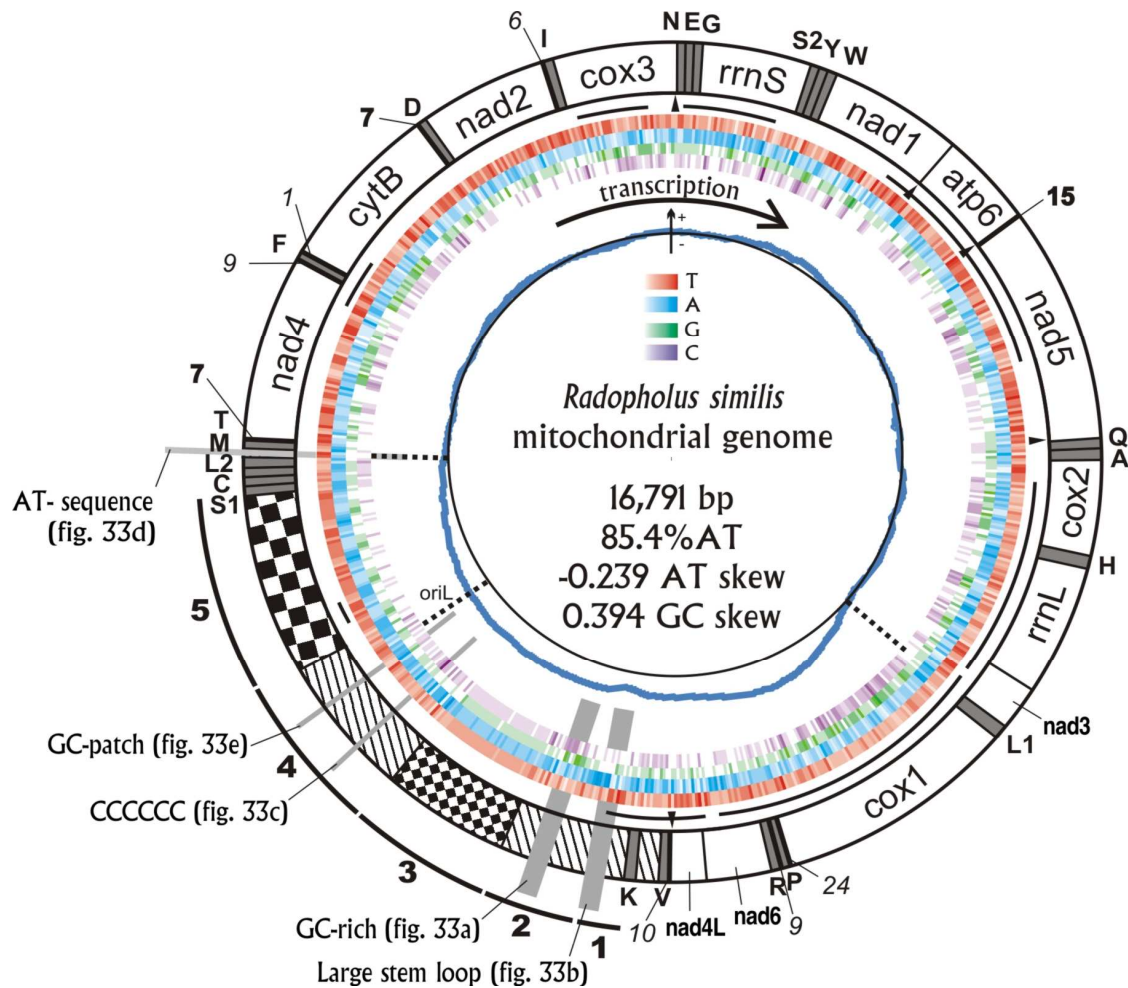 6
I
NEG
S2YW
cox3
rrnS
nad2
nad1
D
7
cytB
atp6
15
1
F
9
transcription
+
-
T
A
G
C
nad4
nad5
Radopholus similis
mitochondrial genome
16,791 bp
85.4%AT
-0.239 AT skew
0.394 GC skew
7
T
M
L2
C
S1
Q
A
cox2
H
AT- sequence
(fig. 33d)
rrnL
oriL
5
nad3
L1
GC-patch (fig. 33e)
4
CCCCCC (fig. 33c)
cox1
3
K
V
RP
24
nad4L
nad6
9
10
GC-rich (fig. 33a)
2
1
Large stem loop (fig. 33b)